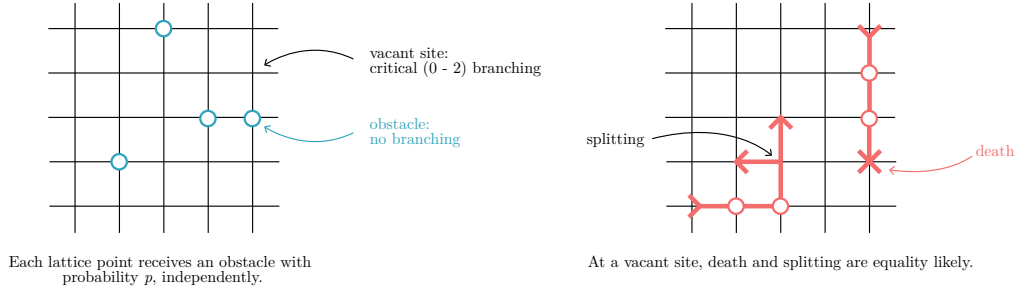 vacant site:
critical (0 - 2) branching
obstacle:
no branching
Each lattice point receives an obstacle with
probability p, independently.
splitting
death
At a vacant site, death and splitting are equality likely.